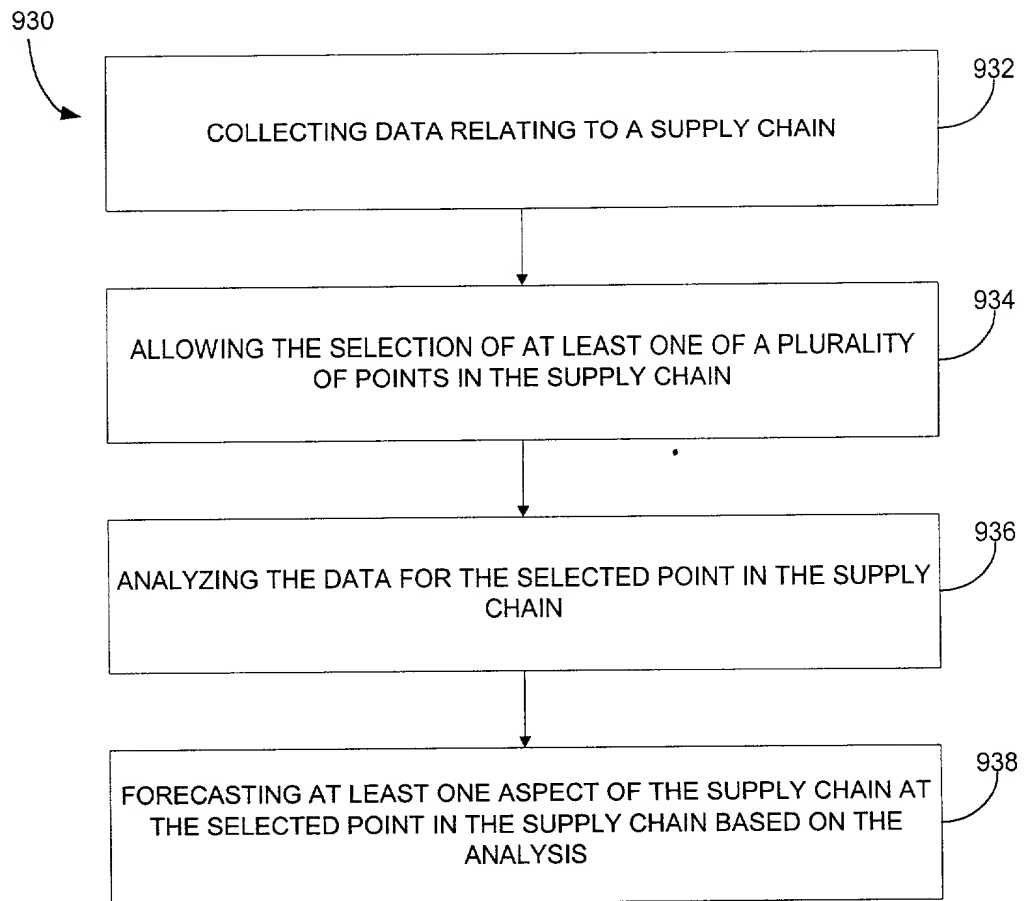 930
932
COLLECTING DATA RELATING TO A SUPPLY CHAIN
934
ALLOWING THE SELECTION OF AT LEAST ONE OF A PLURALITY
OF POINTS IN THE SUPPLY CHAIN
936
ANALYZING THE DATA FOR THE SELECTED POINT IN THE SUPPLY
CHAIN
938
FORECASTING AT LEAST ONE ASPECT OF THE SUPPLY CHAIN AT
THE SELECTED POINT IN THE SUPPLY CHAIN BASED ON THE
ANALYSIS